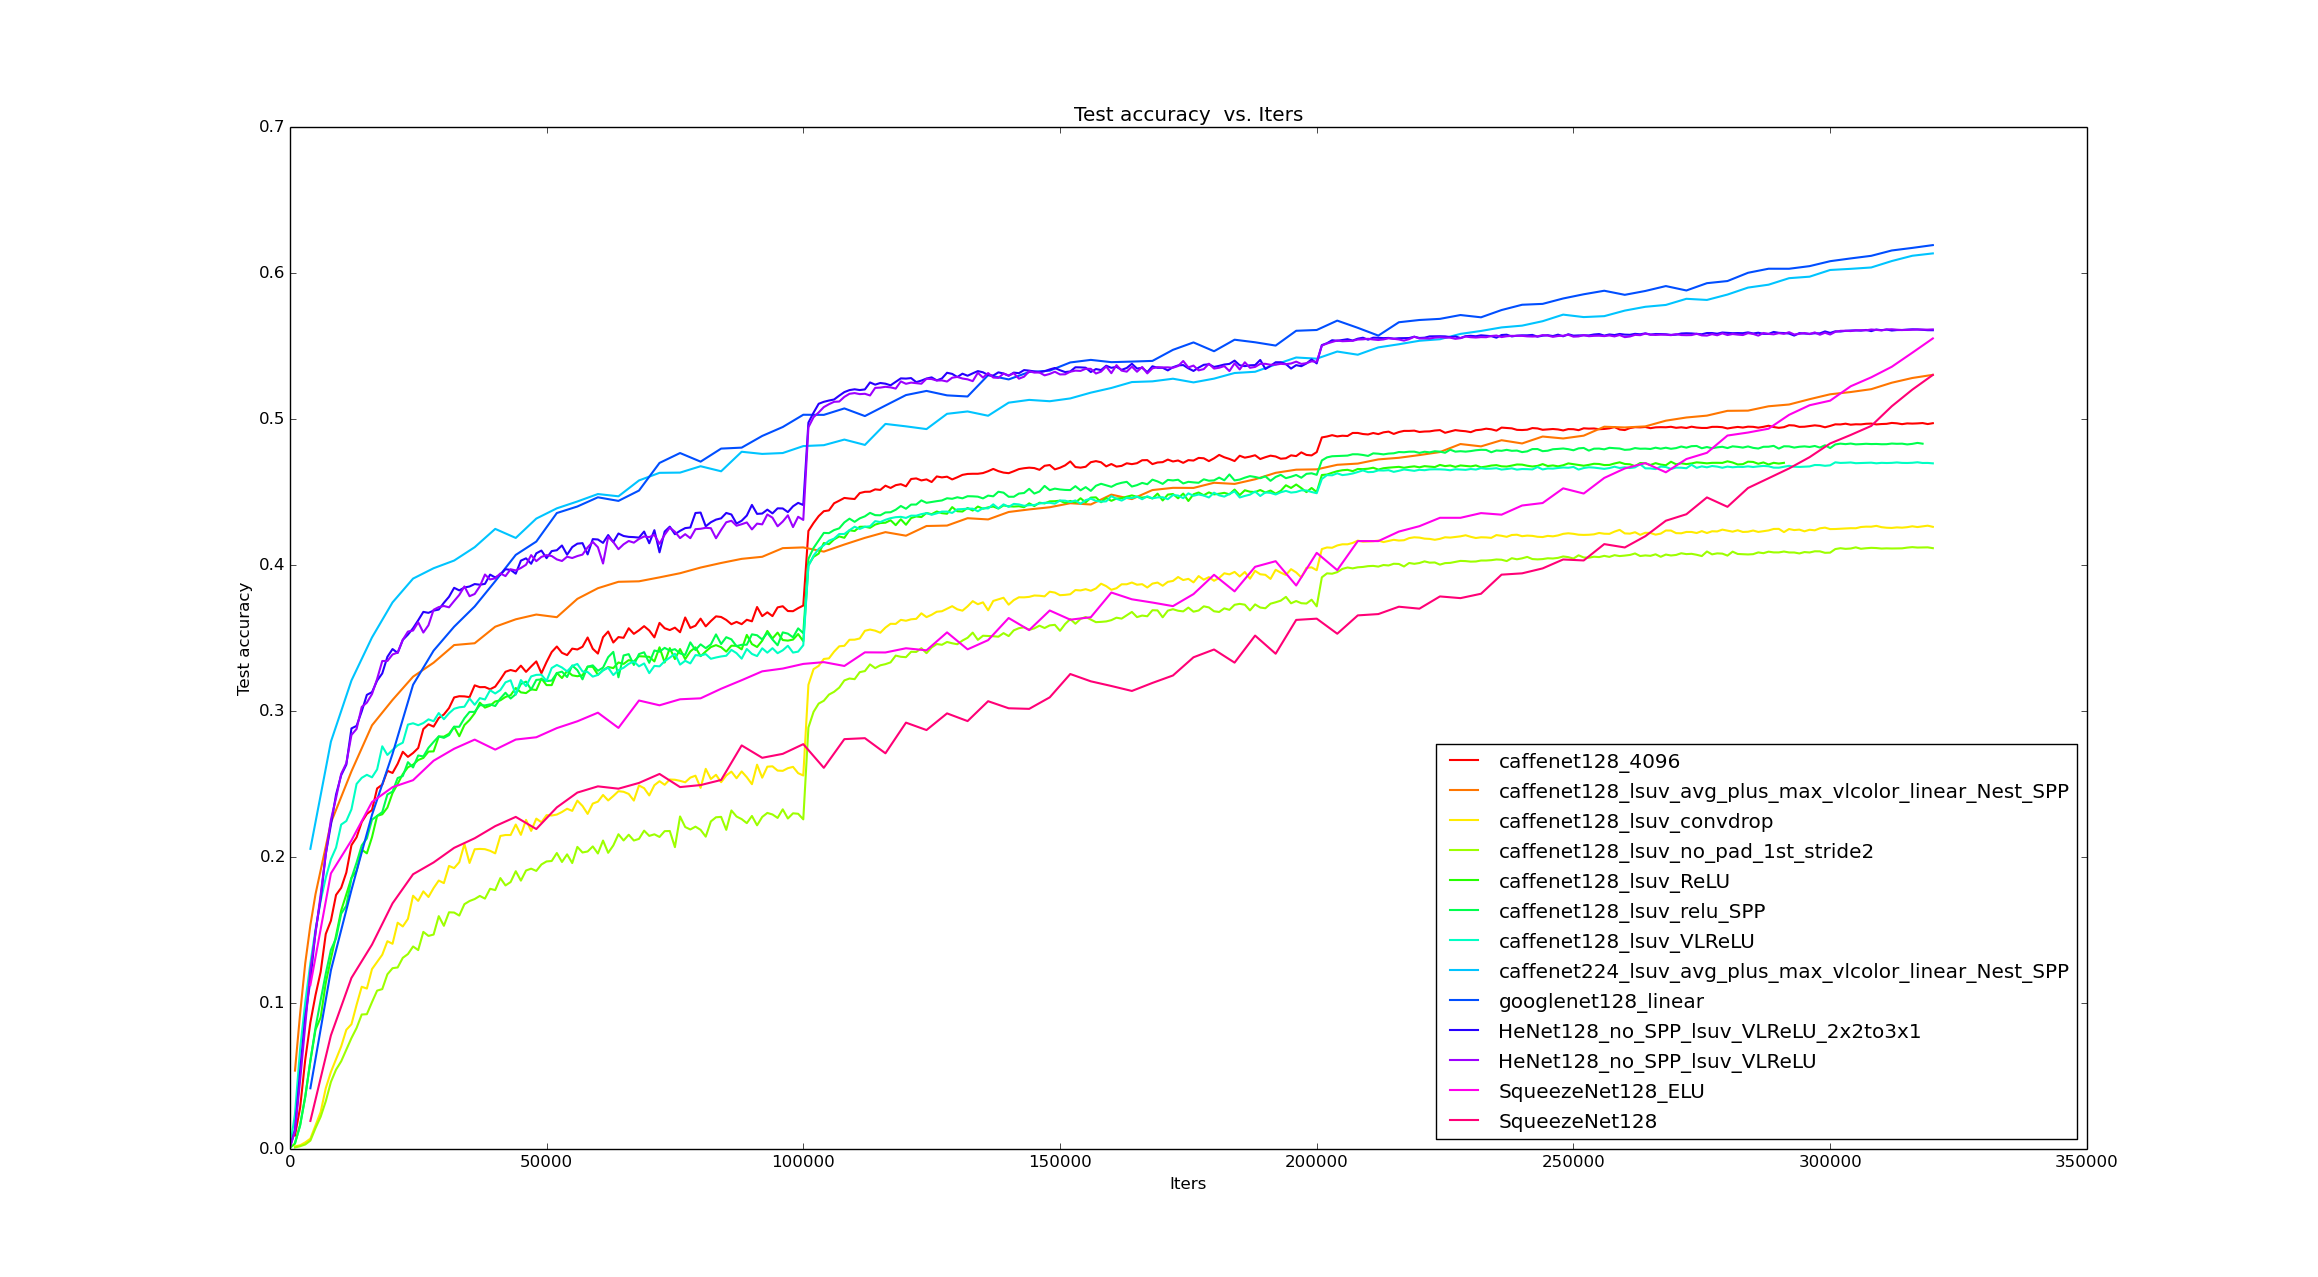 Test accuracy  vs. Iters
0.7
0.6
0.5
0.4
0.3
0.2
0.1
0.0
Test accuracy
0
50000
100000
150000
200000
250000
300000
350000
Iters
caffenet128_4096
caffenet128_lsuv_avg_plus_max_vlcolor_linear_Nest_SPP
caffenet128_lsuv_convdrop
caffenet128_lsuv_no_pad_1st_stride2
caffenet128_lsuv_ReLU
caffenet128_lsuv_relu_SPP
caffenet128_lsuv_VLReLU
caffenet224_lsuv_avg_plus_max_vlcolor_linear_Nest_SPP
googlenet128_linear
HeNet128_no_SPP_lsuv_VLReLU_2x2to3x1
HeNet128_no_SPP_lsuv_VLReLU
SqueezeNet128_ELU
SqueezeNet128